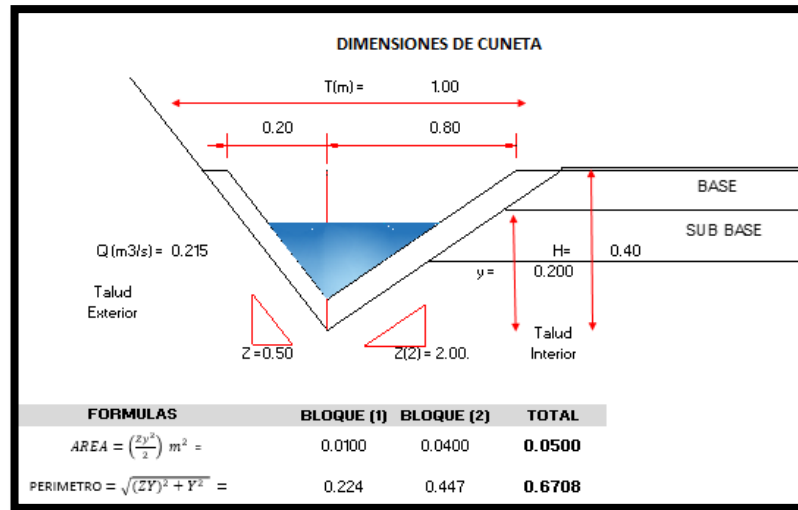 DIMENSIONES DE CUNETA
T(m) = 1.00
0.20 0.80
BASE
SUB BASE
Q(m3/s) = 0.215
H= 0.40
y = 0.200
Talud
Exterior
Talud
Interior
Z =0.50
Z(2) = 2.00.
FORMULAS BLOQUE (1) BLOQUE (2) TOTAL
AREA = (Zy²/2) m² = 0.0100 0.0400 0.0500
PERIMETRO = √((ZY)² + Y²) = 0.224 0.447 0.6708